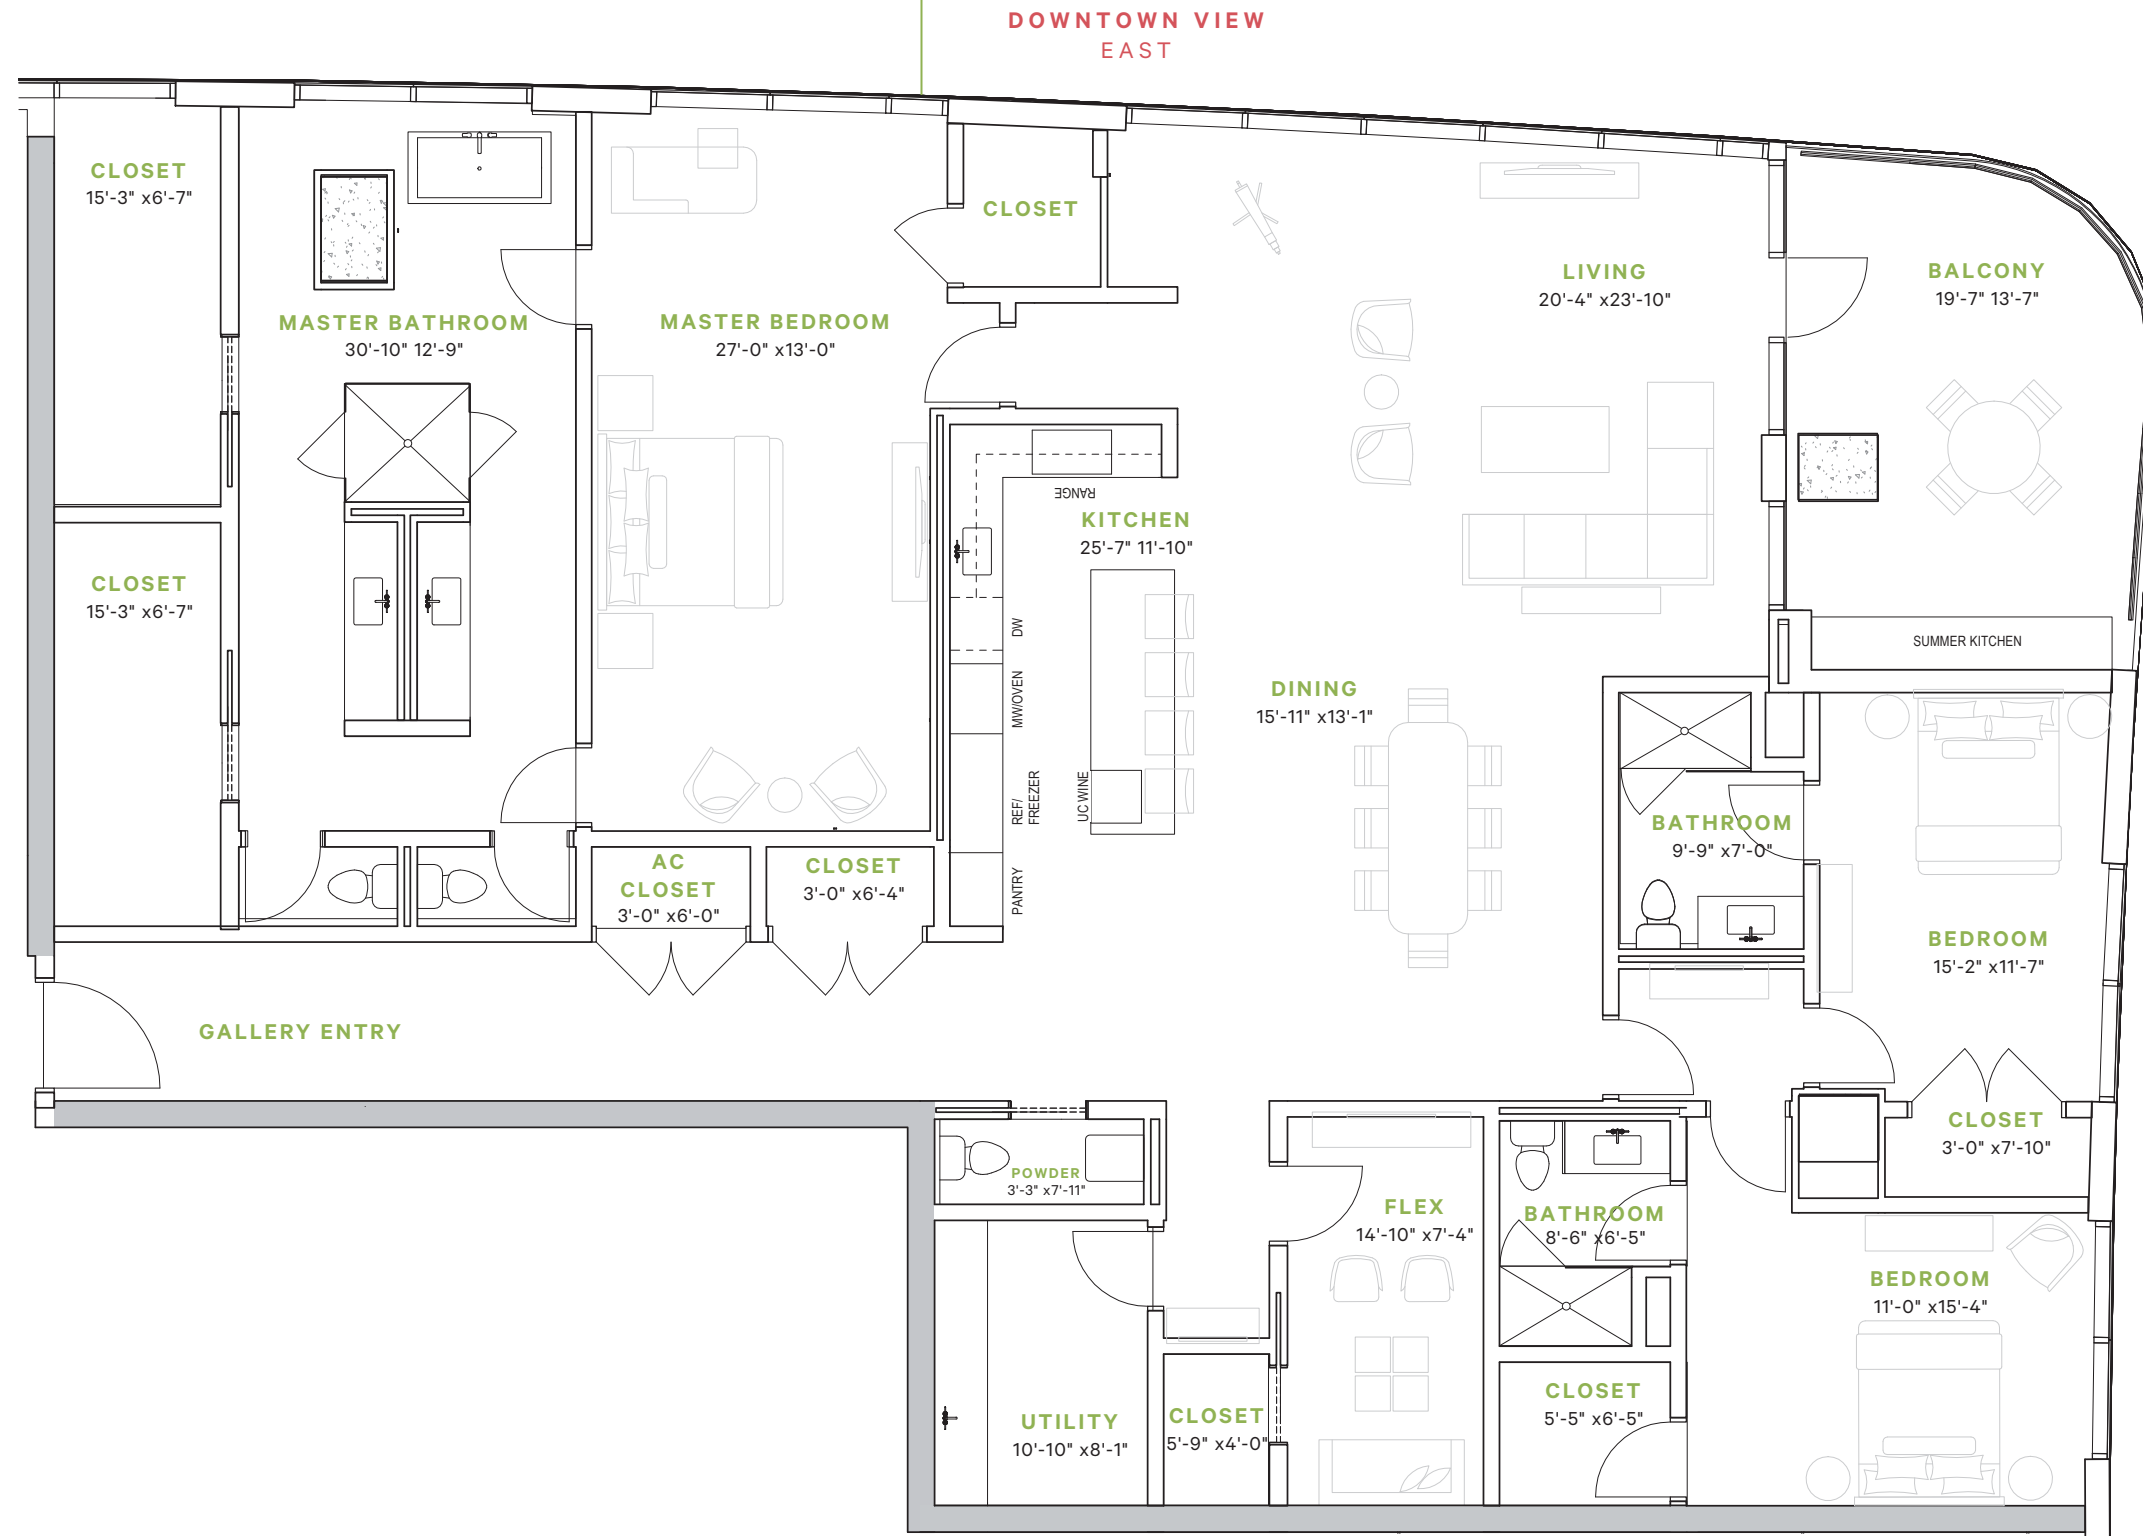 DOWNTOWN VIEW
EAST
CLOSET
15'-3" x6'-7"
MASTER BATHROOM
30'-10" 12'-9"
MASTER BEDROOM
27'-0" x13'-0"
CLOSET
LIVING
20'-4" x23'-10"
BALCONY
19'-7" 13'-7"
RANGE
KITCHEN
25'-7" 11'-10"
CLOSET
15'-3" x6'-7"
DW
MW/OVEN
REF/
FREEZER
UC WINE
PANTRY
SUMMER KITCHEN
DINING
15'-11" x13'-1"
BATHROOM
9'-9" x7'-0"
AC
CLOSET
3'-0" x6'-0"
CLOSET
3'-0" x6'-4"
BEDROOM
15'-2" x11'-7"
GALLERY ENTRY
CLOSET
3'-0" x7'-10"
POWDER
3'-3" x7'-11"
FLEX
14'-10" x7'-4"
BATHROOM
8'-6" x6'-5"
BEDROOM
11'-0" x15'-4"
UTILITY
10'-10" x8'-1"
CLOSET
5'-9" x4'-0"
CLOSET
5'-5" x6'-5"